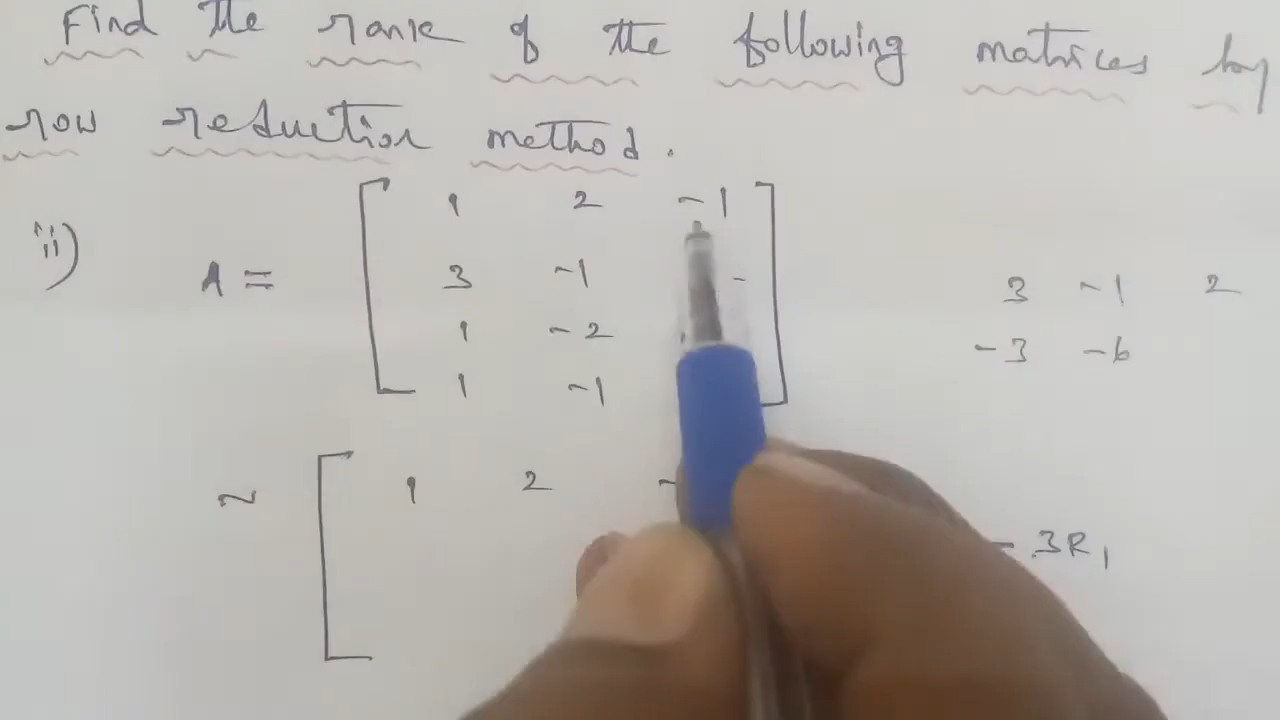 Find the rank of the following matrices by
row reduction method.
ii) A = [ 1 2 -1 ]
3 -1
1 -2
1 -1
3 -1 2
-3 -6
~ [ 1 2 -
- 3R1